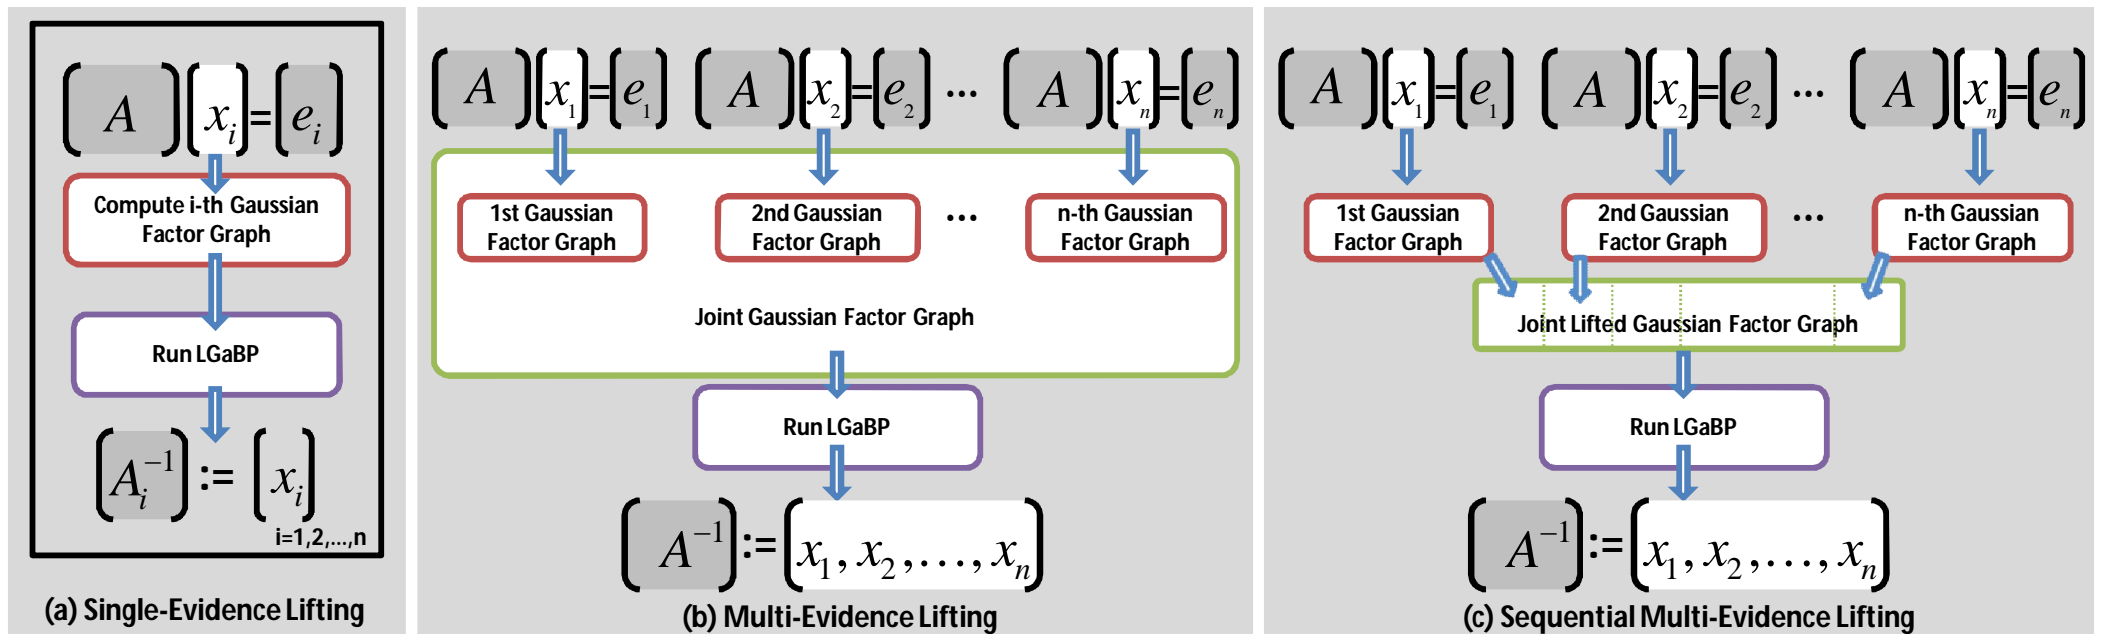 A x_i = e_i
Compute i-th Gaussian
Factor Graph
Run LGaBP
A_i^{-1} := x_i
i=1,2,...,n
(a) Single-Evidence Lifting
A x_1 = e_1 A x_2 = e_2 ... A x_n = e_n
1st Gaussian
Factor Graph
2nd Gaussian
Factor Graph
...
n-th Gaussian
Factor Graph
Joint Gaussian Factor Graph
Run LGaBP
A^{-1} := x_1, x_2, ..., x_n
(b) Multi-Evidence Lifting
A x_1 = e_1 A x_2 = e_2 ... A x_n = e_n
1st Gaussian
Factor Graph
2nd Gaussian
Factor Graph
...
n-th Gaussian
Factor Graph
Joint Lifted Gaussian Factor Graph
Run LGaBP
A^{-1} := x_1, x_2, ..., x_n
(c) Sequential Multi-Evidence Lifting